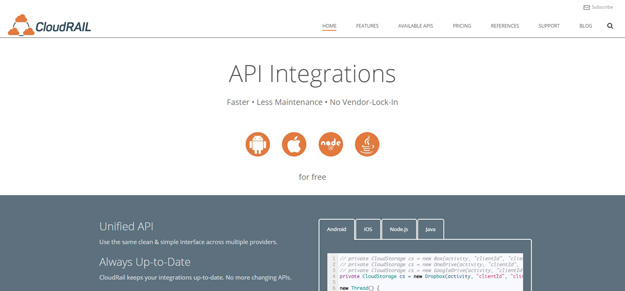 Subscribe
CloudRAIL
HOME FEATURES AVAILABLE APIS PRICING REFERENCES SUPPORT BLOG
API Integrations
Faster • Less Maintenance • No Vendor-Lock-In
node
for free
Unified API
Use the same clean & simple interface across multiple providers.
Always Up-to-Date
CloudRail keeps your integrations up-to-date. No more changing APIs.
Android iOS Node.js Java
1 // private CloudStorage cs = new Box(activity, "clientId", "clie
2 // private CloudStorage cs = new OneDrive(activity, "clientId",
3 // private CloudStorage cs = new GoogleDrive(activity, "clientId
4 private CloudStorage cs = new Dropbox(activity, "clientId", "clie
5
6 new Thread() {